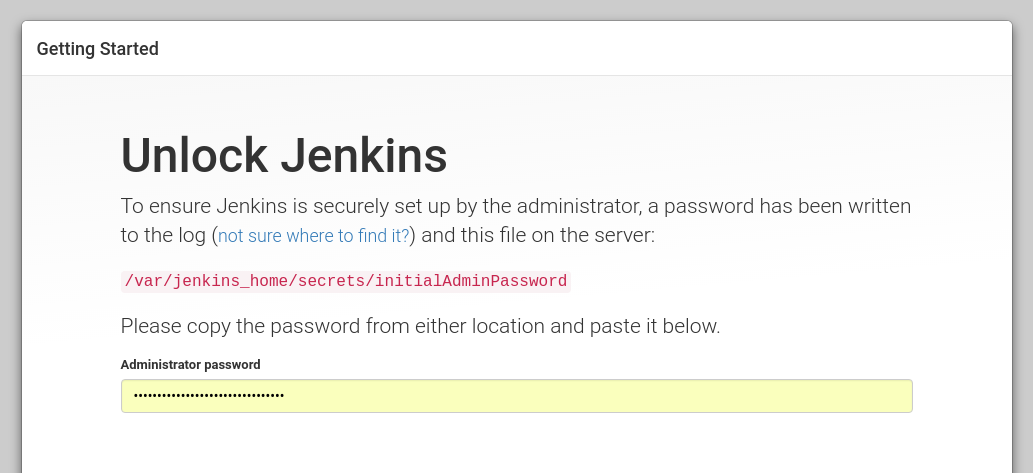 Getting Started
Unlock Jenkins
To ensure Jenkins is securely set up by the administrator, a password has been written
to the log (not sure where to find it?) and this file on the server:
/var/jenkins_home/secrets/initialAdminPassword
Please copy the password from either location and paste it below.
Administrator password
••••••••••••••••••••••••••••••••